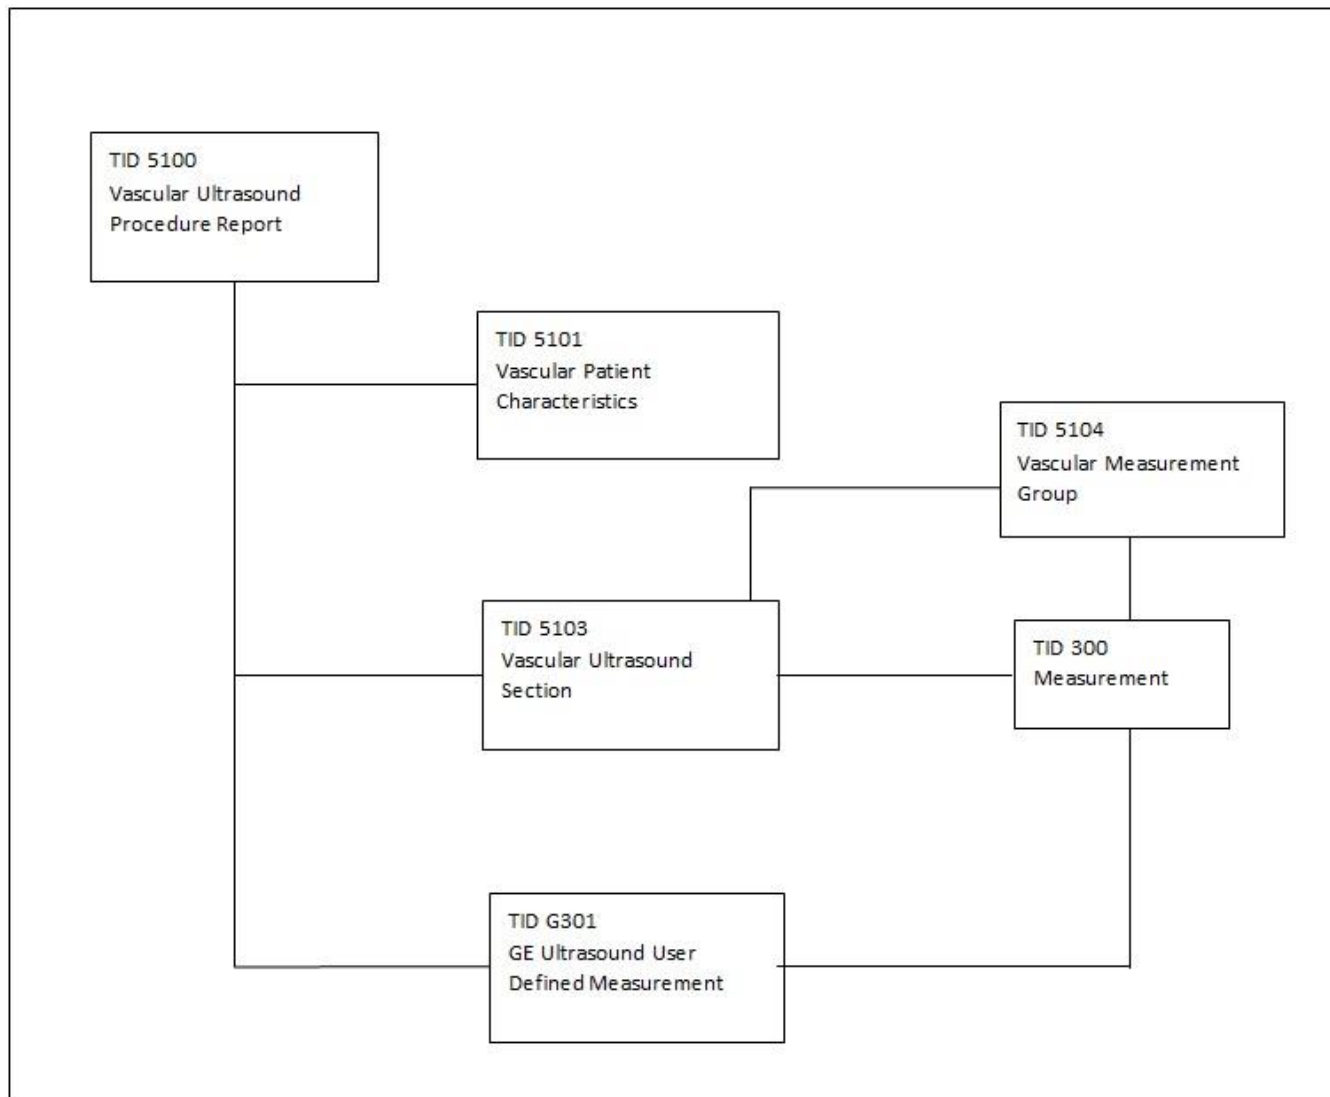 TID 5100
Vascular Ultrasound
Procedure Report
TID 5101
Vascular Patient
Characteristics
TID 5104
Vascular Measurement
Group
TID 5103
Vascular Ultrasound
Section
TID 300
Measurement
TID G301
GE Ultrasound User
Defined Measurement